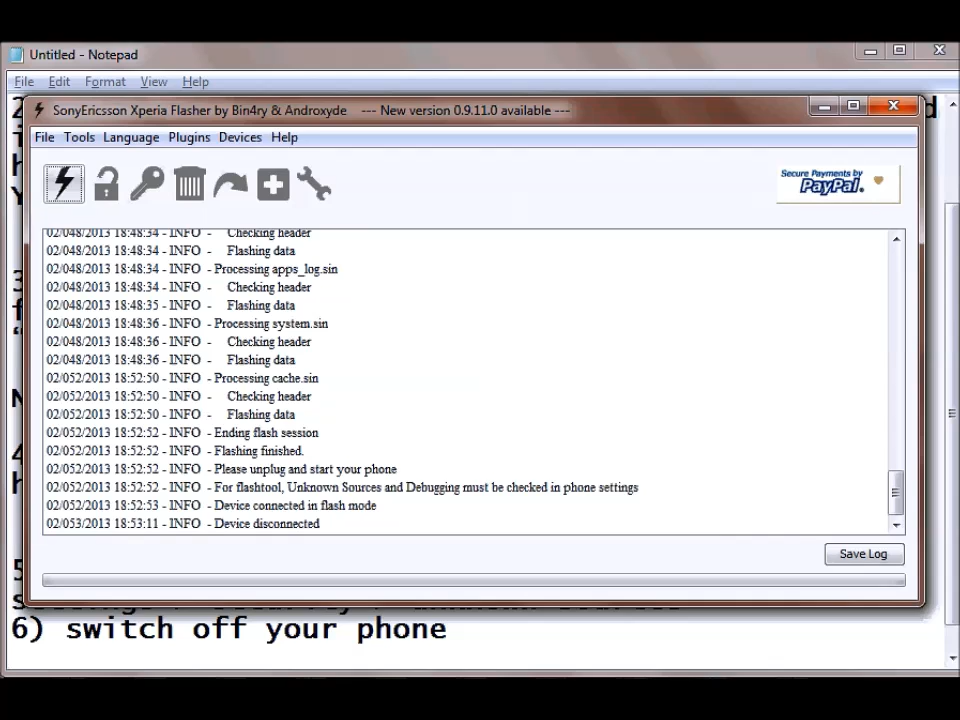 Untitled - Notepad
File Edit Format View Help
SonyEricsson Xperia Flasher by Bin4ry & Androxyde --- New version 0.9.11.0 available ---
File Tools Language Plugins Devices Help
Secure Payments by
PayPal.
02/048/2013 18:48:34 - INFO - Checking header
02/048/2013 18:48:34 - INFO - Flashing data
02/048/2013 18:48:34 - INFO - Processing apps_log.sin
02/048/2013 18:48:34 - INFO - Checking header
02/048/2013 18:48:35 - INFO - Flashing data
02/048/2013 18:48:36 - INFO - Processing system.sin
02/048/2013 18:48:36 - INFO - Checking header
02/048/2013 18:48:36 - INFO - Flashing data
02/052/2013 18:52:50 - INFO - Processing cache.sin
02/052/2013 18:52:50 - INFO - Checking header
02/052/2013 18:52:50 - INFO - Flashing data
02/052/2013 18:52:52 - INFO - Ending flash session
02/052/2013 18:52:52 - INFO - Flashing finished.
02/052/2013 18:52:52 - INFO - Please unplug and start your phone
02/052/2013 18:52:52 - INFO - For flashtool, Unknown Sources and Debugging must be checked in phone settings
02/052/2013 18:52:53 - INFO - Device connected in flash mode
02/053/2013 18:53:11 - INFO - Device disconnected
Save Log
6) switch off your phone